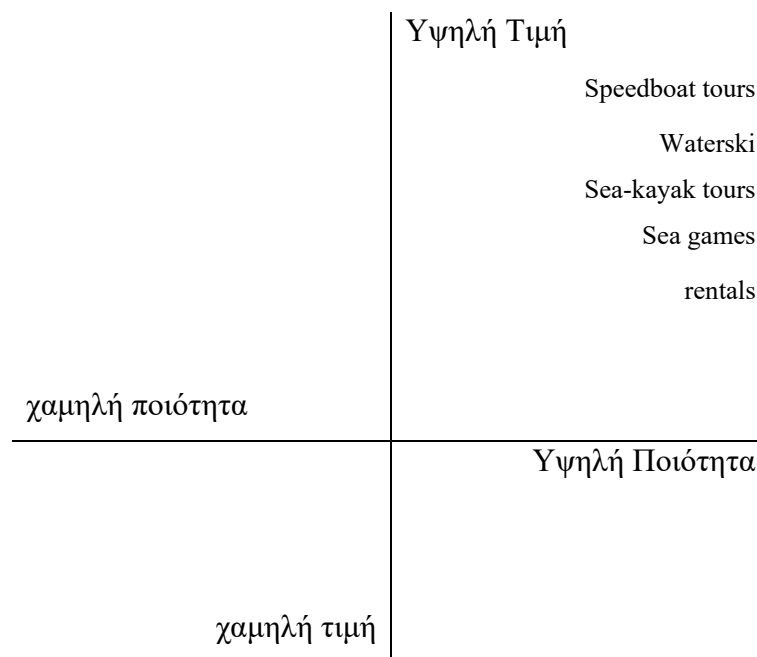 Υψηλή Τιμή
Speedboat tours
Waterski
Sea-kayak tours
Sea games
rentals
χαμηλή ποιότητα
Υψηλή Ποιότητα
χαμηλή τιμή